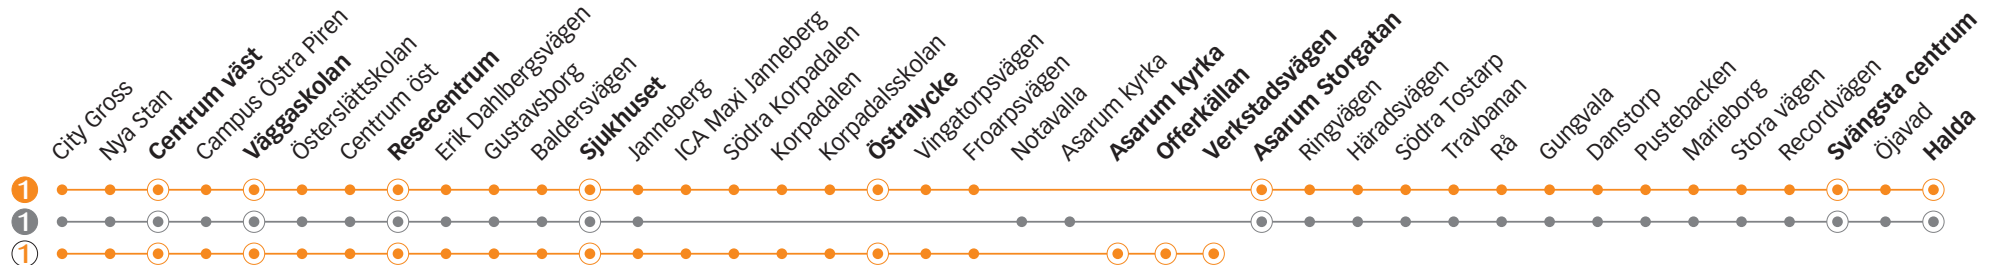 City Gross
Nya Stan
Centrum väst
Campus Östra Piren
Väggaskolan
Österslättskolan
Centrum öst
Resecentrum
Erik Dahlbergsvägen
Gustavsborg
Baldersvägen
Sjukhuset
Janneberg
ICA Maxi Janneberg
Södra Korpadalen
Korpadalen
Korpadalsskolan
Östralycke
Vingatorpsvägen
Froarpsvägen
Notavalla
Asarum kyrka
Asarum kyrka
Offerkällan
Verkstadsvägen
Asarum Storgatan
Ringvägen
Häradsvägen
Södra Tostarp
Travbanan
Rå
Gungvala
Danstorp
Pustebacken
Marieborg
Stora vägen
Recordvägen
Svängsta centrum
Öjavad
Halda
1
1
1